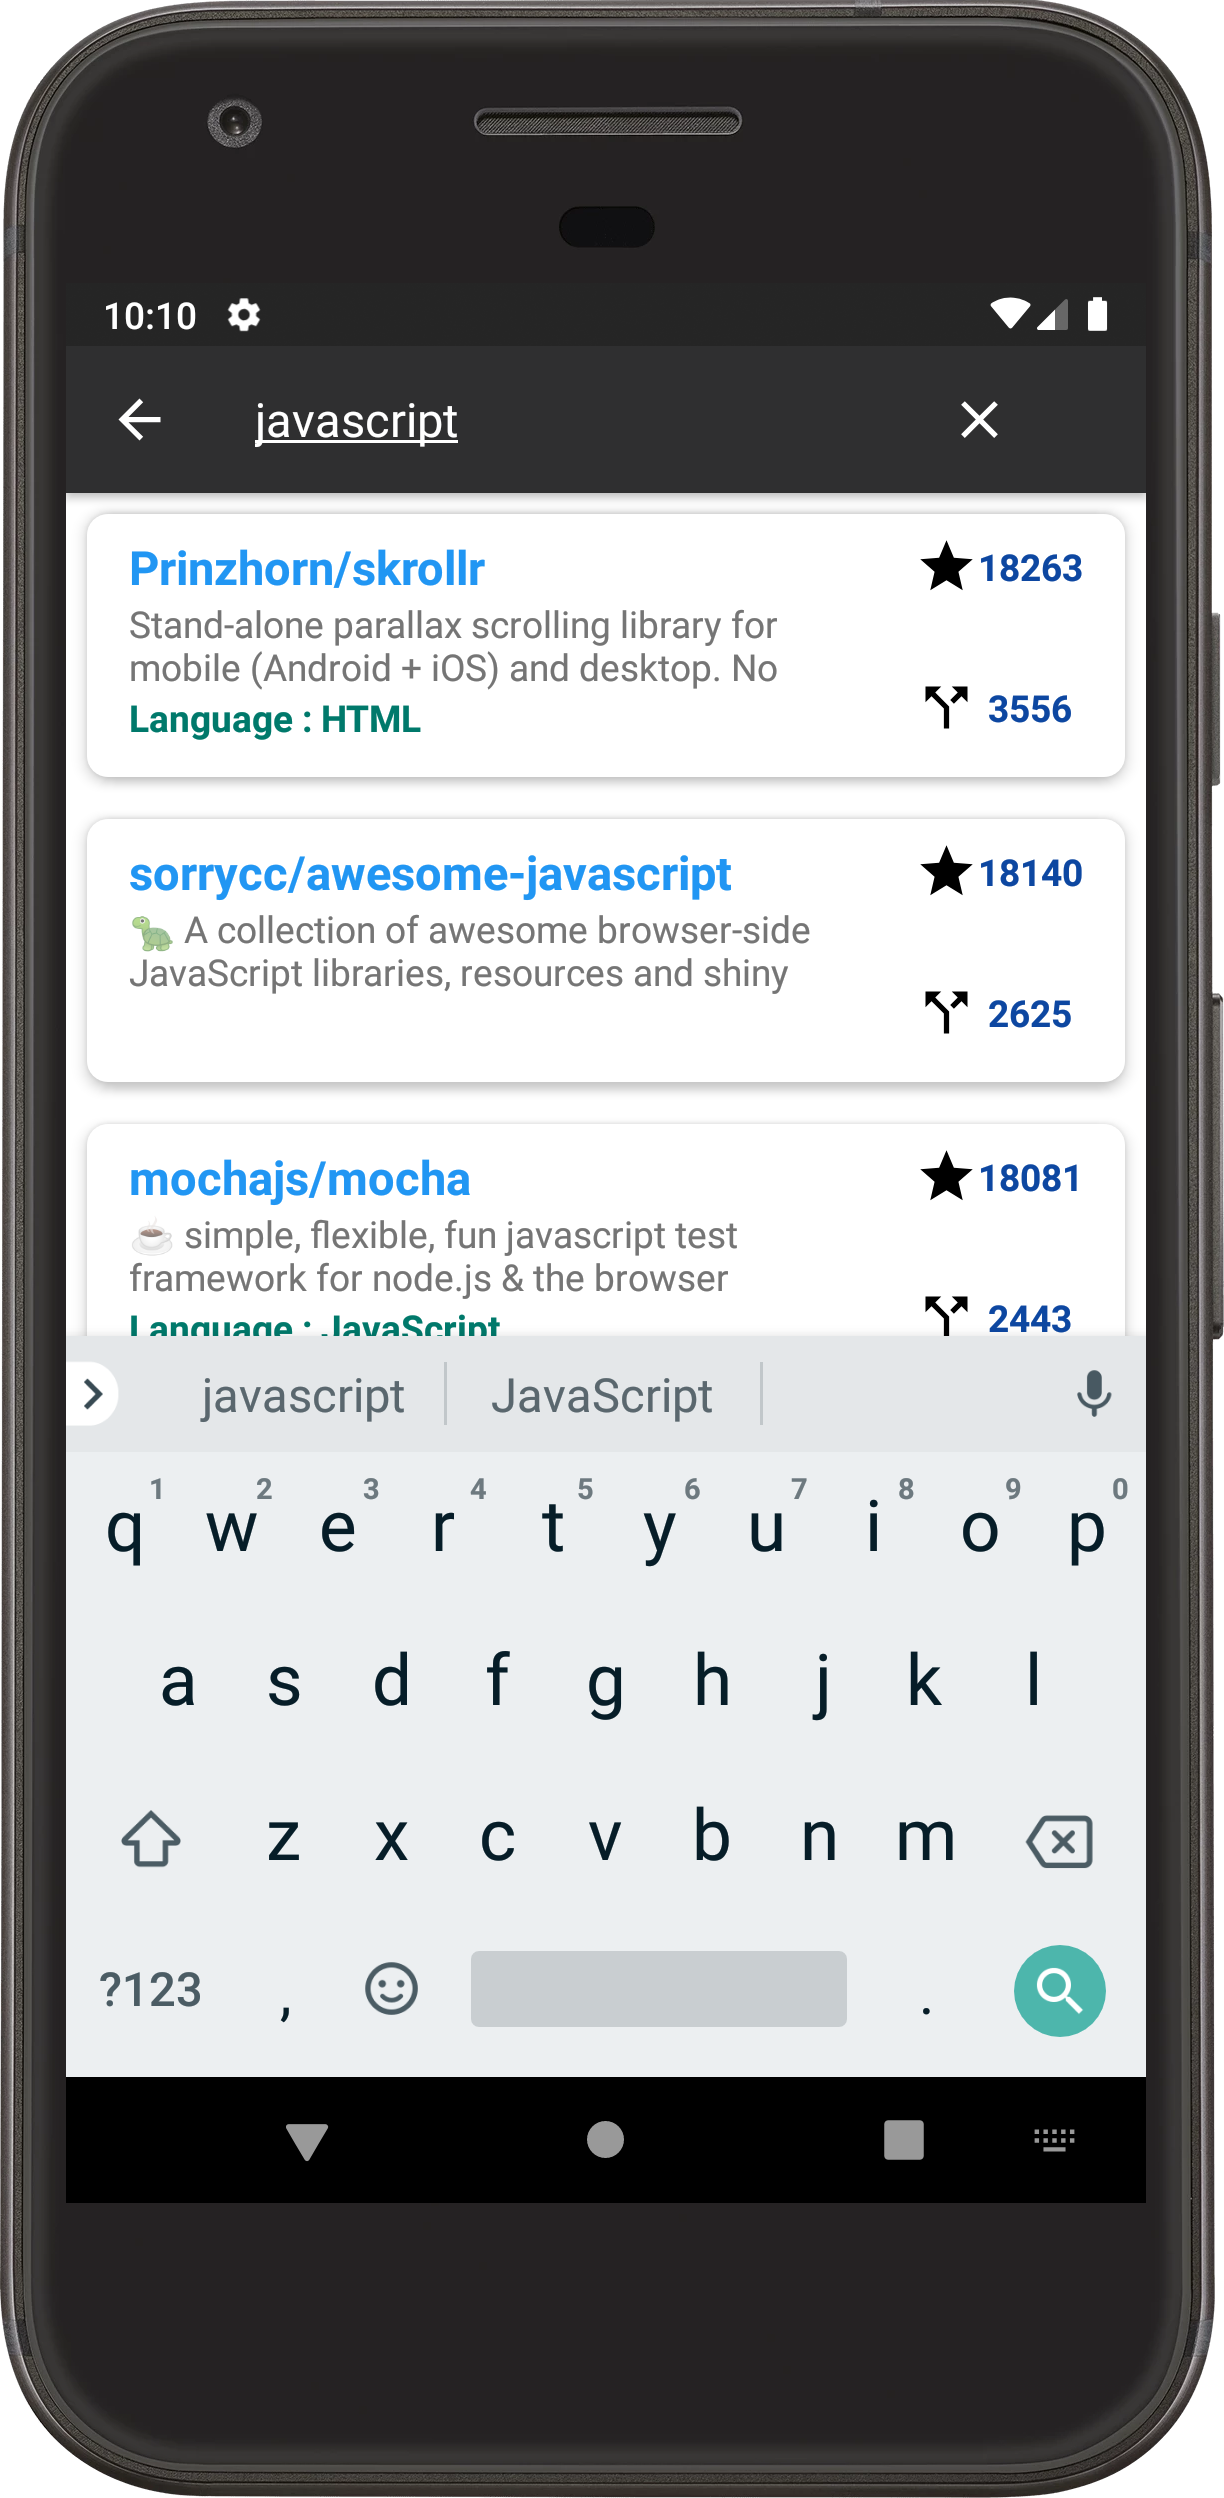 10:10
javascript
Prinzhorn/skrollr
18263
Stand-alone parallax scrolling library for
mobile (Android + iOS) and desktop. No
3556
Language : HTML
sorrycc/awesome-javascript
18140
🐢 A collection of awesome browser-side
JavaScript libraries, resources and shiny
2625
mochajs/mocha
18081
☕ simple, flexible, fun javascript test
framework for node.js & the browser
2443
Language : JavaScript
javascript JavaScript
1 2 3 4 5 6 7 8 9 0
q w e r t y u i o p
a s d f g h j k l
z x c v b n m
?123 , .